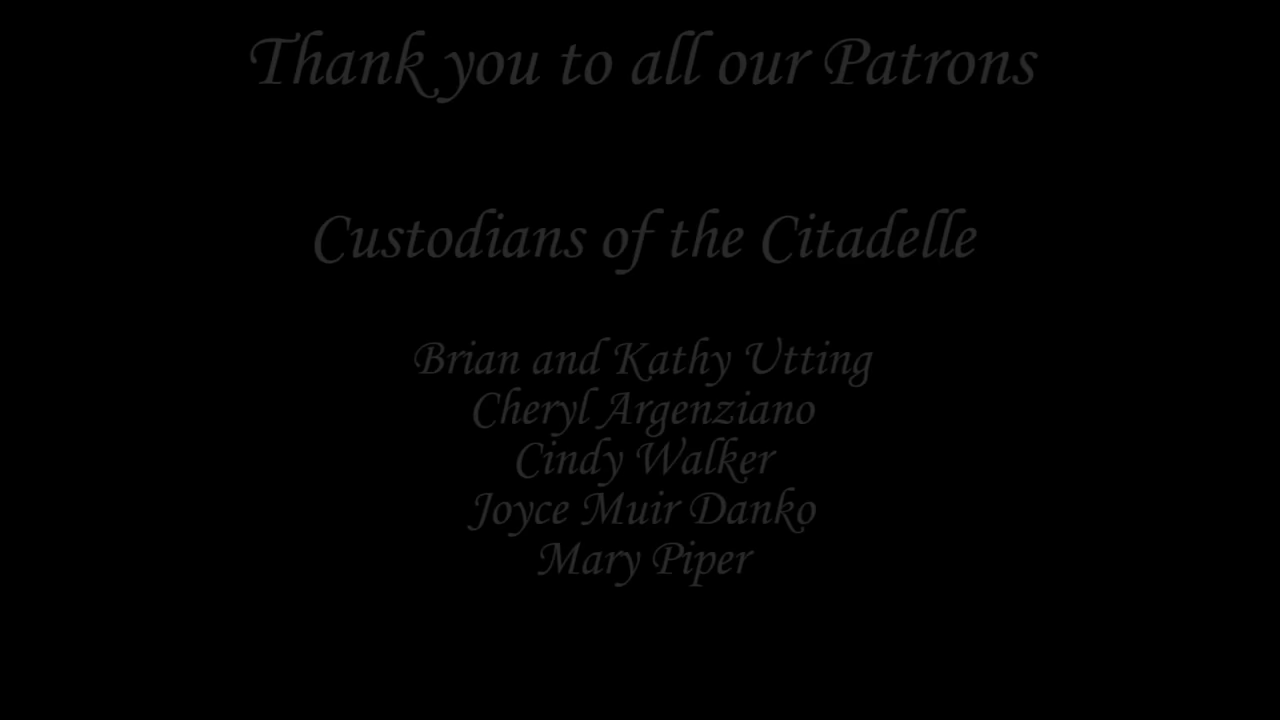 Thank you to all our Patrons
Custodians of the Citadelle
Brian and Kathy Utting
Cheryl Argenziano
Cindy Walker
Joyce Muir Danko
Mary Piper